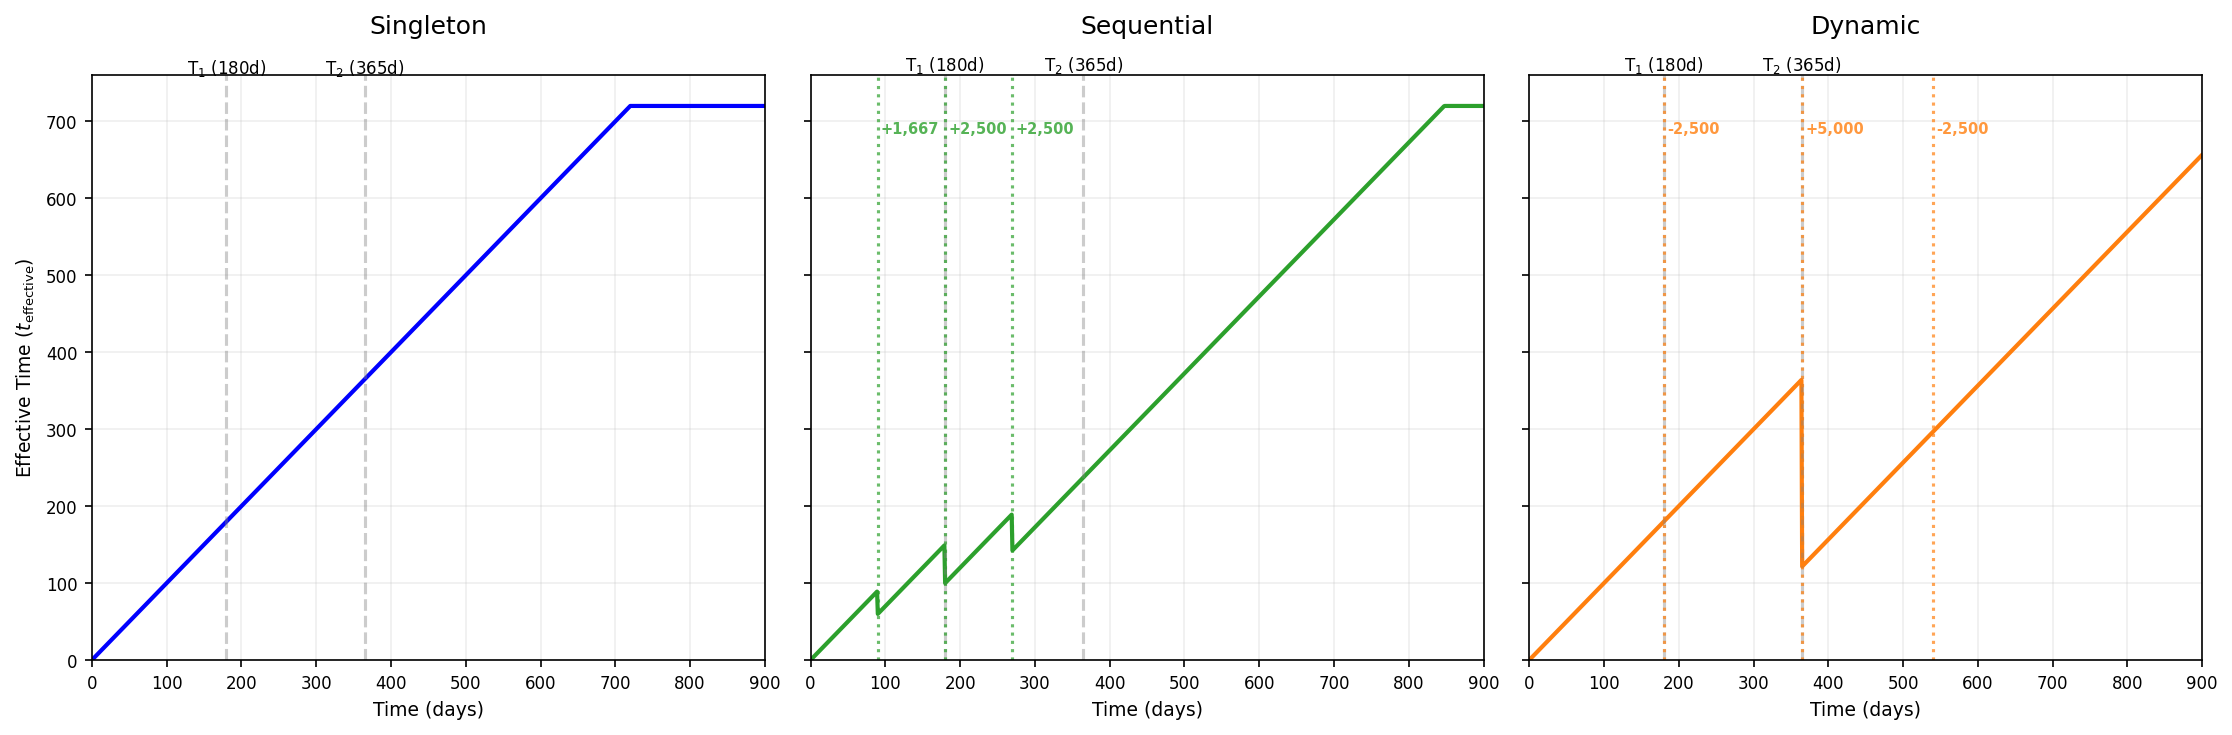 Singleton
T₁ (180d) T₂ (365d)
Effective Time (t_effective)
700
600
500
400
300
200
100
0
0 100 200 300 400 500 600 700 800 900
Time (days)
Sequential
T₁ (180d) T₂ (365d)
+1,667 +2,500 +2,500
0 100 200 300 400 500 600 700 800 900
Time (days)
Dynamic
T₁ (180d) T₂ (365d)
-2,500 +5,000 -2,500
0 100 200 300 400 500 600 700 800 900
Time (days)